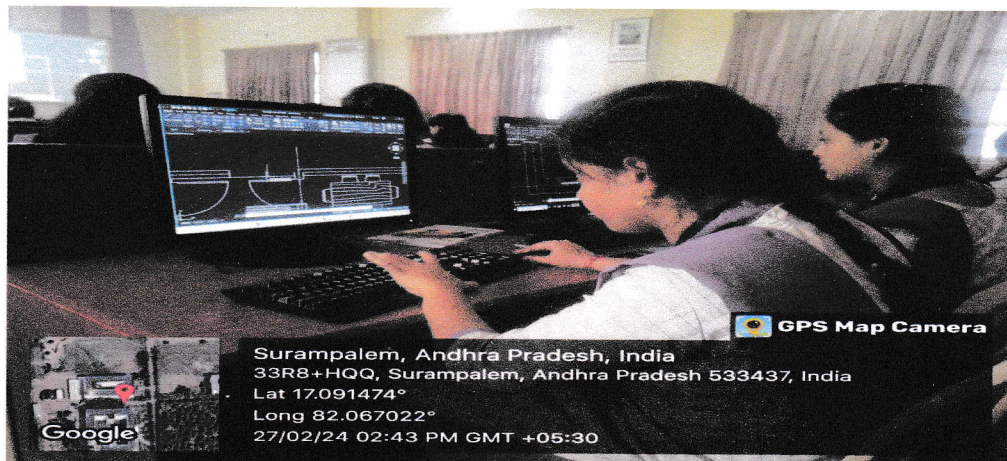 GPS Map Camera
Surampalem, Andhra Pradesh, India
33R8+HQQ, Surampalem, Andhra Pradesh 533437, India
Lat 17.091474°
Long 82.067022°
27/02/24 02:43 PM GMT +05:30
Google